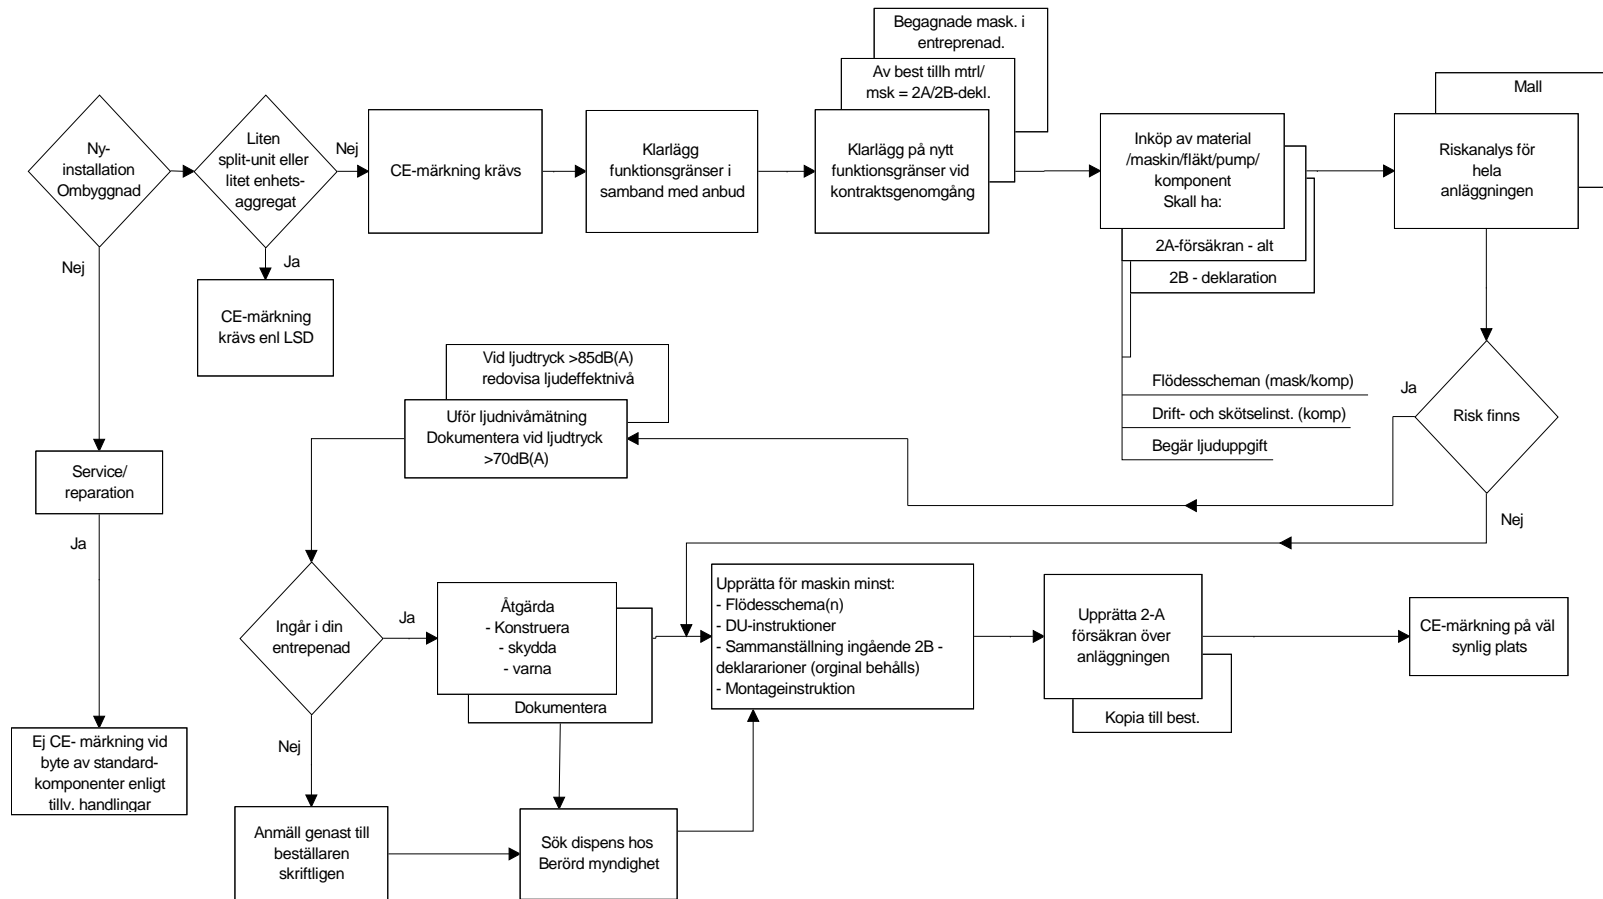 Begagnade mask. i
entreprenad.
Av best tillh mtrl/
msk = 2A/2B-dekl.
Mall
Ny-
installation
Ombyggnad
Liten
split-unit eller
litet enhets-
aggregat
Nej
CE-märkning krävs
Klarlägg
funktionsgränser i
samband med anbud
Klarlägg på nytt
funktionsgränser vid
kontraktsgenomgång
Inköp av material
/maskin/fläkt/pump/
komponent
Skall ha:
Riskanalys för
hela
anläggningen
2A-försäkran - alt
2B - deklaration
Nej
Ja
CE-märkning
krävs enl LSD
Flödesscheman (mask/komp)
Drift- och skötselinst. (komp)
Begär ljuduppgift
Ja
Risk finns
Nej
Vid ljudtryck >85dB(A)
redovisa ljudeffektnivå
Uför ljudnivåmätning
Dokumentera vid ljudtryck
>70dB(A)
Service/
reparation
Ja
Ej CE- märkning vid
byte av standard-
komponenter enligt
tillv. handlingar
Ingår i din
entrepenad
Ja
Åtgärda
- Konstruera
- skydda
- varna
Dokumentera
Upprätta för maskin minst:
- Flödesschema(n)
- DU-instruktioner
- Sammanställning ingående 2B -
deklararioner (orginal behålls)
- Montageinstruktion
Upprätta 2-A
försäkran över
anläggningen
Kopia till best.
CE-märkning på väl
synlig plats
Nej
Anmäll genast till
beställaren
skriftligen
Sök dispens hos
Berörd myndighet